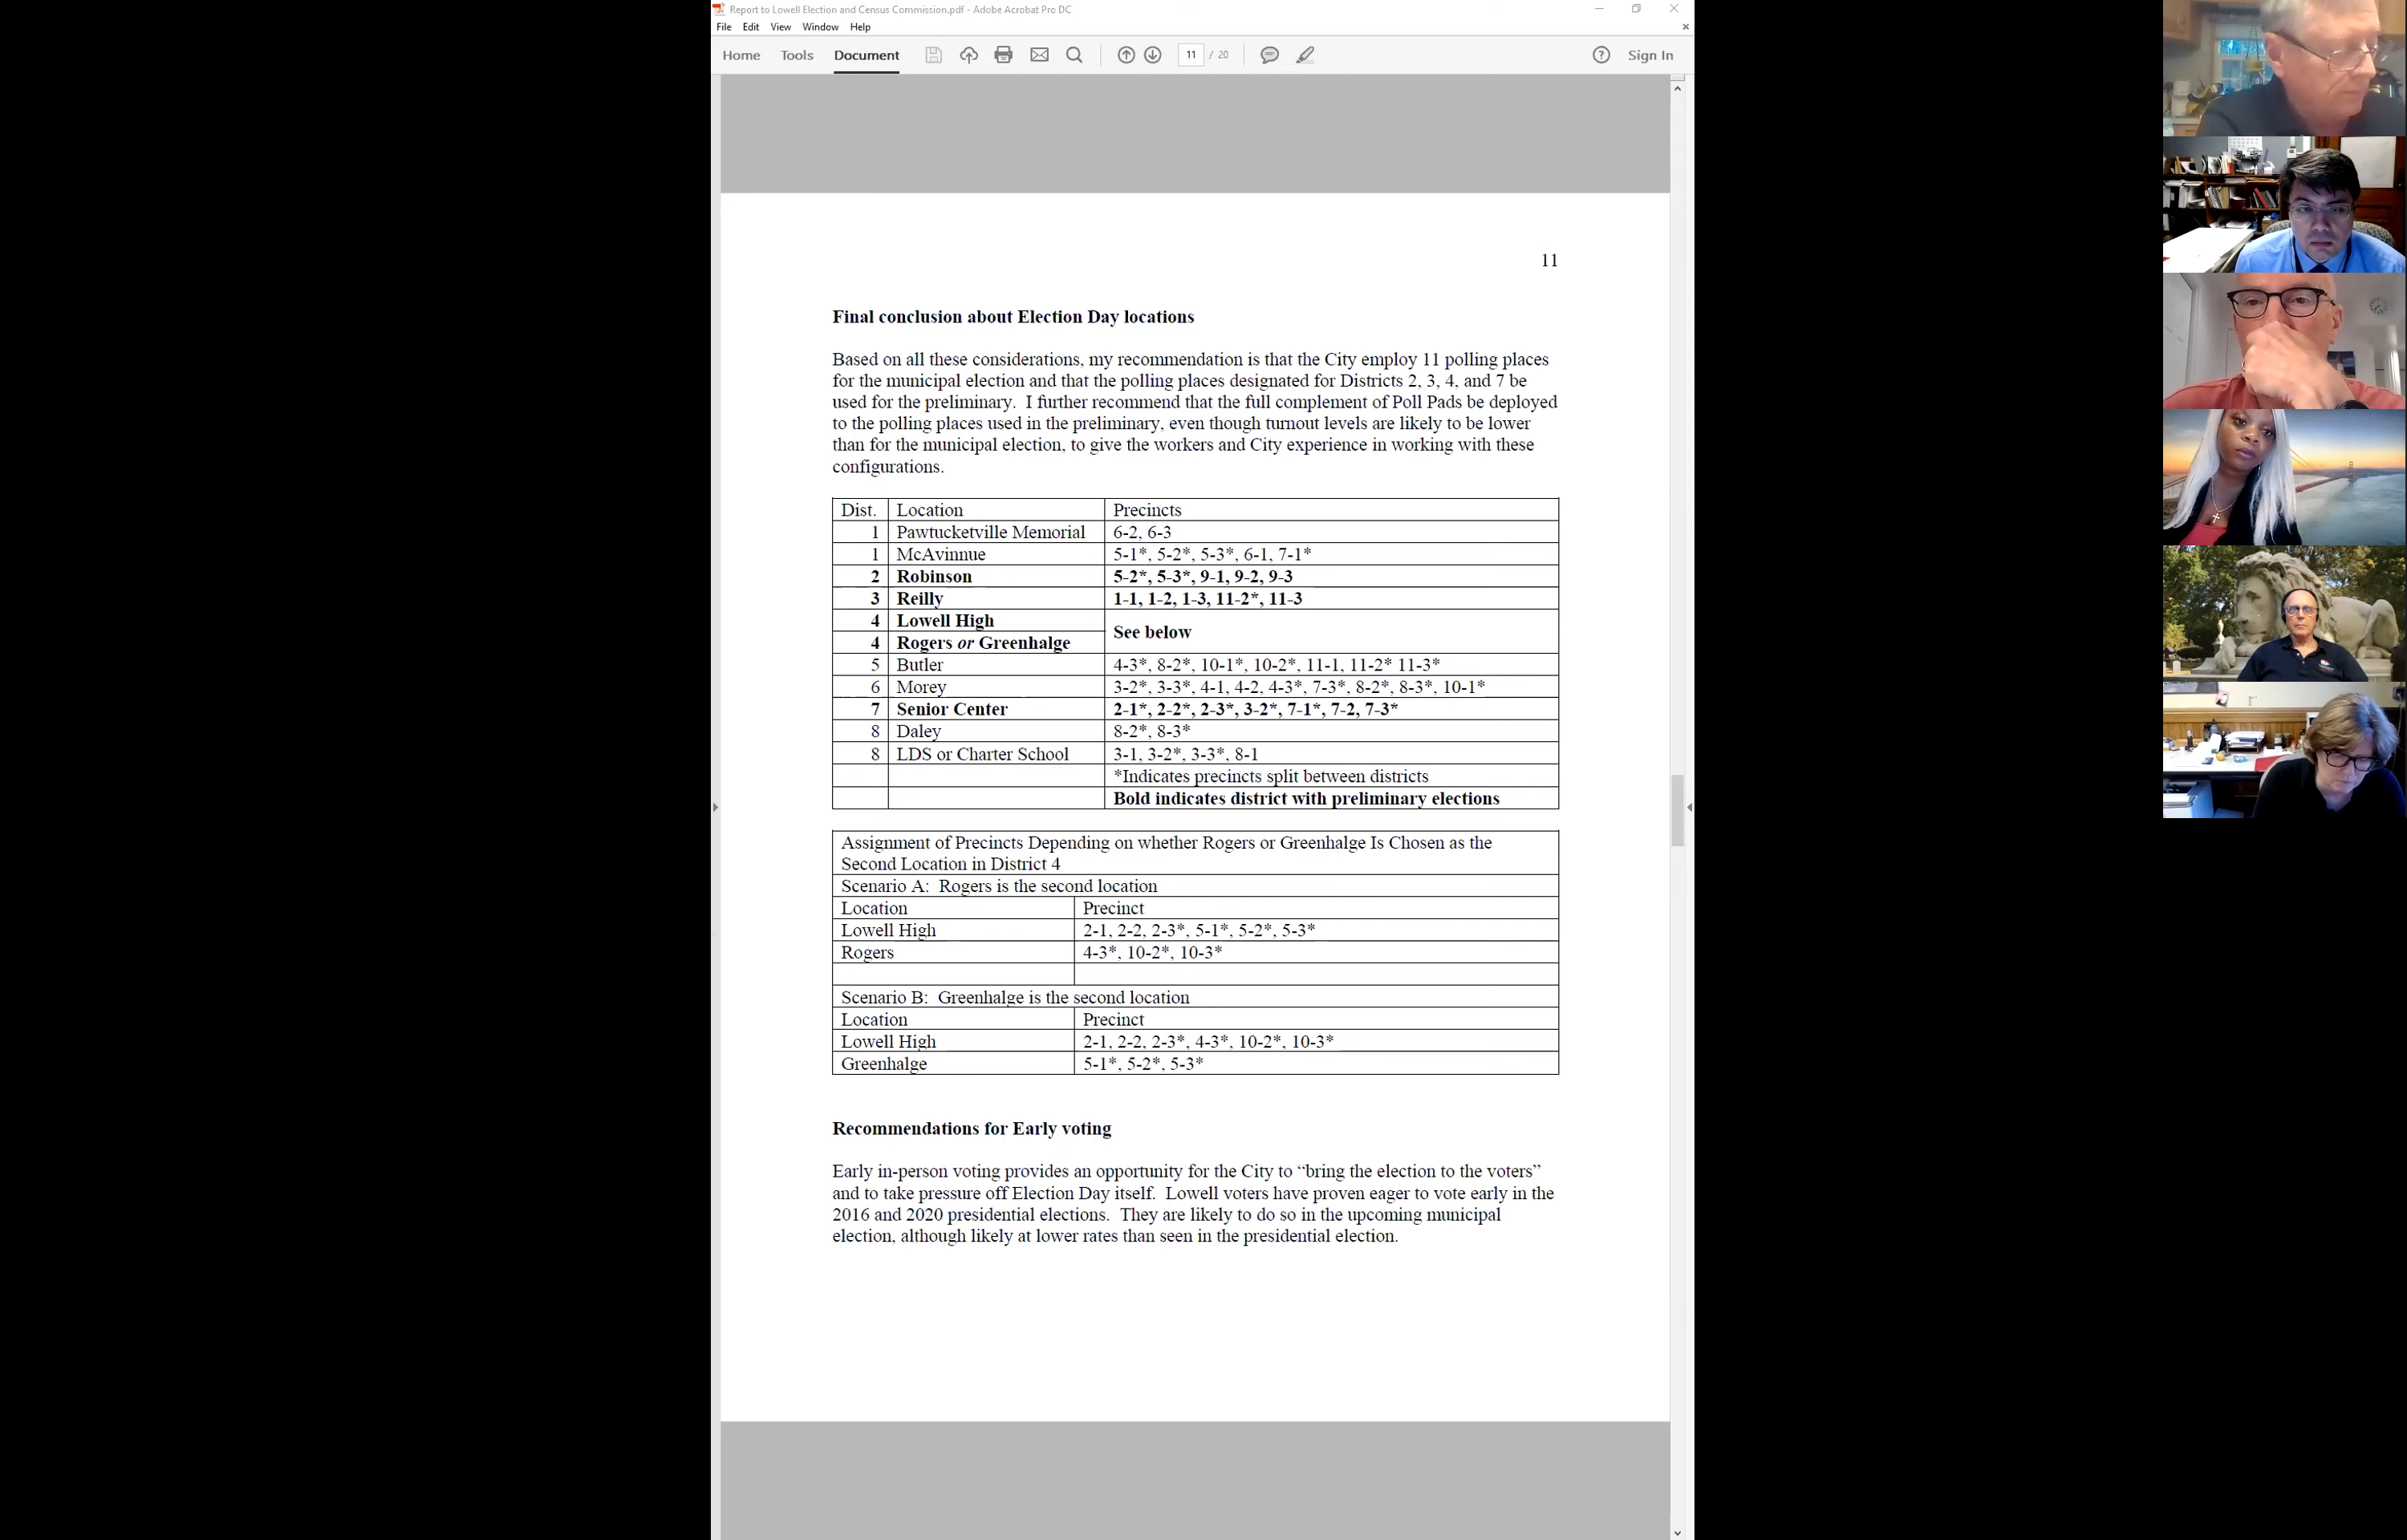 Report to Lowell Election and Census Commission.pdf - Adobe Acrobat Pro DC
File Edit View Window Help
Home Tools Document 11 / 20 Sign In
11
Final conclusion about Election Day locations
Based on all these considerations, my recommendation is that the City employ 11 polling places
for the municipal election and that the polling places designated for Districts 2, 3, 4, and 7 be
used for the preliminary. I further recommend that the full complement of Poll Pads be deployed
to the polling places used in the preliminary, even though turnout levels are likely to be lower
than for the municipal election, to give the workers and City experience in working with these
configurations.
Dist. Location Precincts
1 Pawtucketville Memorial 6-2, 6-3
1 McAvinnue 5-1*, 5-2*, 5-3*, 6-1, 7-1*
2 Robinson 5-2*, 5-3*, 9-1, 9-2, 9-3
3 Reilly 1-1, 1-2, 1-3, 11-2*, 11-3
4 Lowell High
See below
4 Rogers or Greenhalge
5 Butler 4-3*, 8-2*, 10-1*, 10-2*, 11-1, 11-2* 11-3*
6 Morey 3-2*, 3-3*, 4-1, 4-2, 4-3*, 7-3*, 8-2*, 8-3*, 10-1*
7 Senior Center 2-1*, 2-2*, 2-3*, 3-2*, 7-1*, 7-2, 7-3*
8 Daley 8-2*, 8-3*
8 LDS or Charter School 3-1, 3-2*, 3-3*, 8-1
*Indicates precincts split between districts
Bold indicates district with preliminary elections
Assignment of Precincts Depending on whether Rogers or Greenhalge Is Chosen as the
Second Location in District 4
Scenario A: Rogers is the second location
Location Precinct
Lowell High 2-1, 2-2, 2-3*, 5-1*, 5-2*, 5-3*
Rogers 4-3*, 10-2*, 10-3*
Scenario B: Greenhalge is the second location
Location Precinct
Lowell High 2-1, 2-2, 2-3*, 4-3*, 10-2*, 10-3*
Greenhalge 5-1*, 5-2*, 5-3*
Recommendations for Early voting
Early in-person voting provides an opportunity for the City to “bring the election to the voters”
and to take pressure off Election Day itself. Lowell voters have proven eager to vote early in the
2016 and 2020 presidential elections. They are likely to do so in the upcoming municipal
election, although likely at lower rates than seen in the presidential election.